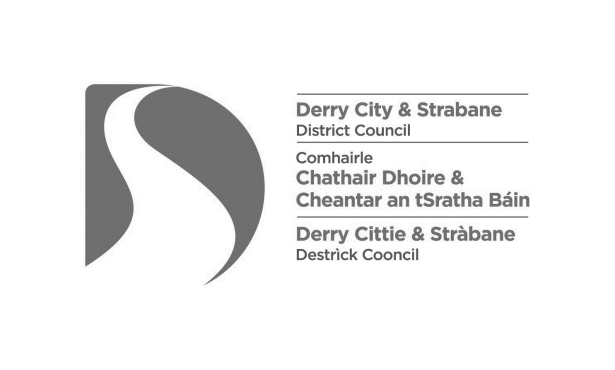 Derry City & Strabane
District Council
Comhairle
Chathair Dhoire &
Cheantar an tSratha Báin
Derry Cittie & Stràbane
Destrìck Cooncil